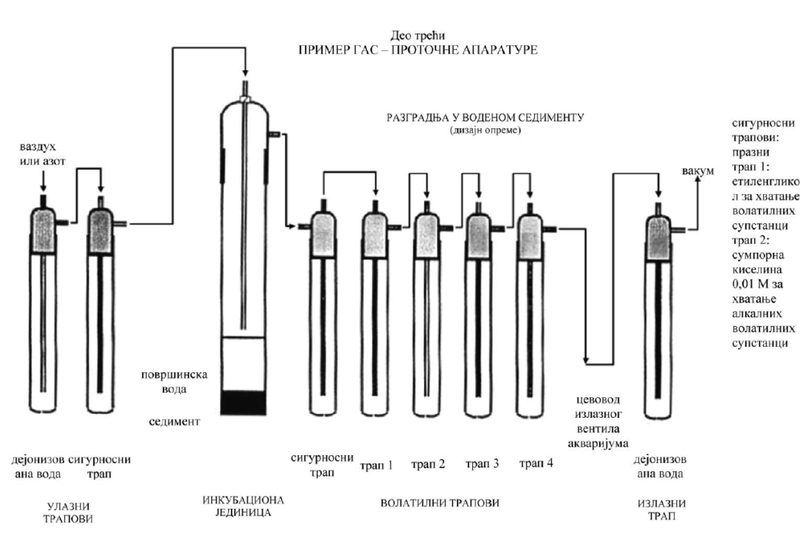 Део трећи
ПРИМЕР ГАС – ПРОТОЧНЕ АПАРАТУРЕ
РАЗГРАДЊА У ВОДЕНОМ СЕДИМЕНТУ
(дизајн опреме)
ваздух
или азот
вакум
сигурносни
трапови:
празни
трап 1:
етиленглико
л за хватање
волатилних
супстанци
трап 2:
сумпорна
киселина
0,01 М за
хватање
алкалних
волатилних
супстанци
површинска
вода
седимент
дејонизов
ана вода
сигурносни
трап
сигурносни
трап
трап 1
трап 2
трап 3
трап 4
цевовод
излазног
вентила
акваријума
дејонизов
ана вода
УЛАЗНИ
ТРАПОВИ
ИНКУБАЦИОНА
ЈЕДИНИЦА
ВОЛАТИЛНИ ТРАПОВИ
ИЗЛАЗНИ
ТРАП